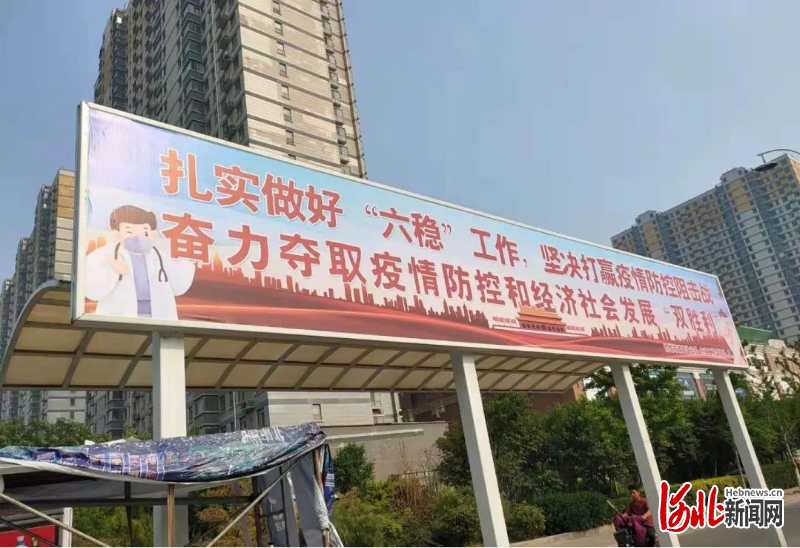 扎实做好“六稳”工作，坚决打赢疫情防控阻击战
奋力夺取疫情防控和经济社会发展“双胜利”
Hebnews.cn
河北新闻网